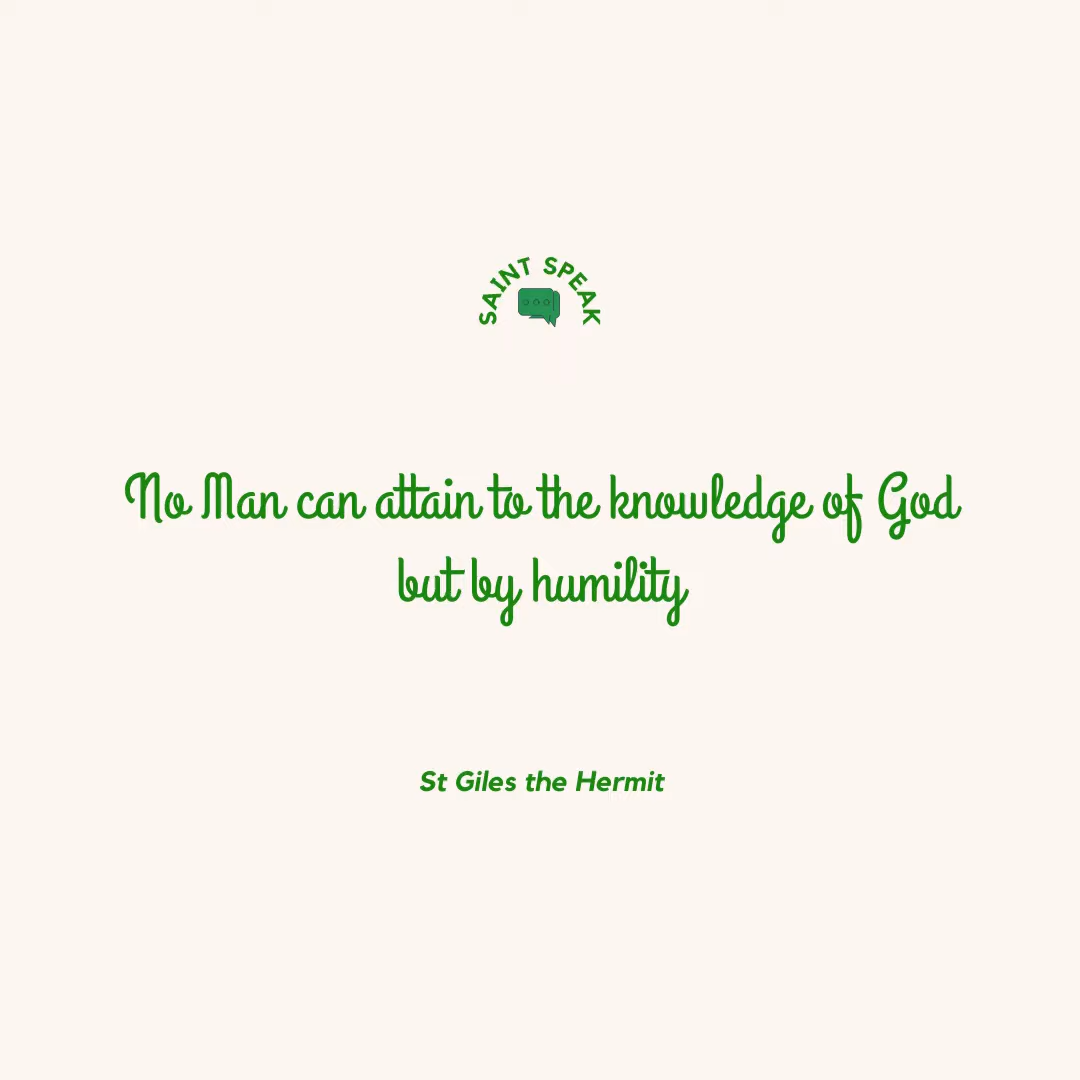 SAINT SPEAK
No Man can attain to the knowledge of God
but by humility
St Giles the Hermit